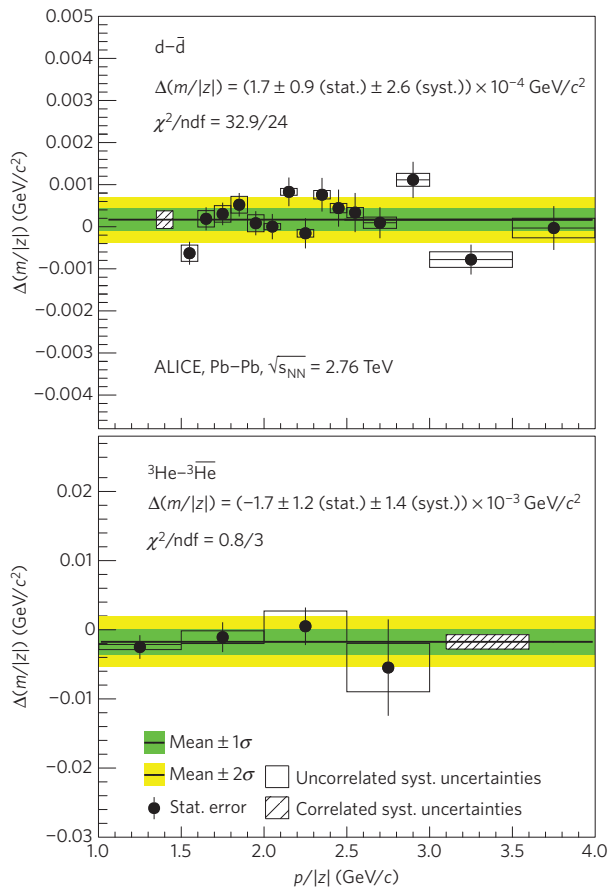 0.005
0.004
0.003
0.002
0.001
0
−0.001
−0.002
−0.003
−0.004
Δ(m/|z|) (GeV/c²)
d–d̄
Δ(m/|z|) = (1.7 ± 0.9 (stat.) ± 2.6 (syst.)) × 10⁻⁴ GeV/c²
χ²/ndf = 32.9/24
ALICE, Pb–Pb, √s_NN = 2.76 TeV
0.02
0.01
0
−0.01
−0.02
−0.03
Δ(m/|z|) (GeV/c²)
³He–³H̅e̅
Δ(m/|z|) = (−1.7 ± 1.2 (stat.) ± 1.4 (syst.)) × 10⁻³ GeV/c²
χ²/ndf = 0.8/3
Mean ± 1σ
Mean ± 2σ
Stat. error
Uncorrelated syst. uncertainties
Correlated syst. uncertainties
1.0 1.5 2.0 2.5 3.0 3.5 4.0
p/|z| (GeV/c)